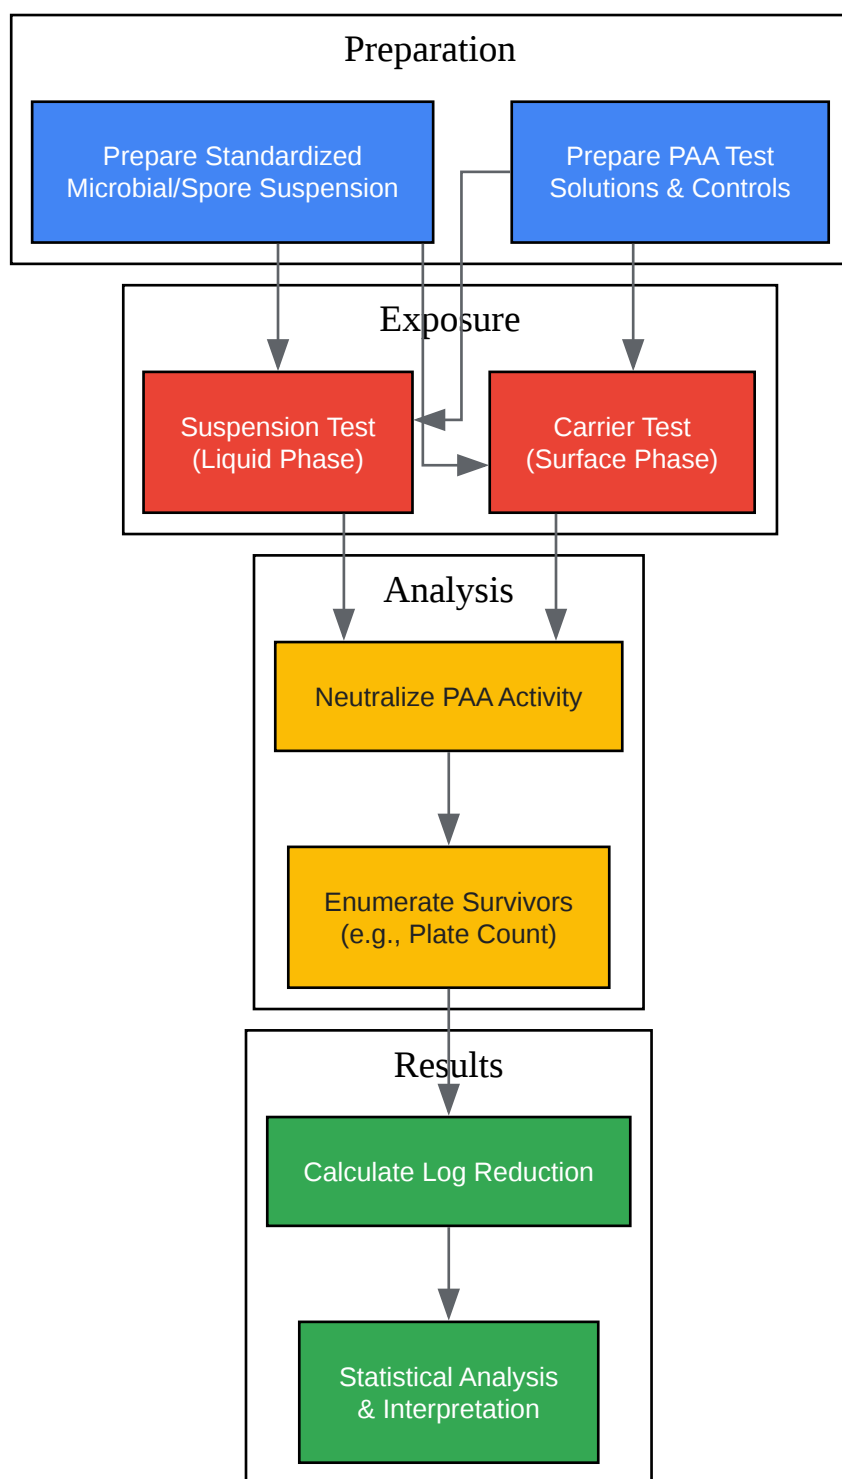 Preparation
Prepare Standardized
Microbial/Spore Suspension
Prepare PAA Test
Solutions & Controls
Exposure
Suspension Test
(Liquid Phase)
Carrier Test
(Surface Phase)
Analysis
Neutralize PAA Activity
Enumerate Survivors
(e.g., Plate Count)
Results
Calculate Log Reduction
Statistical Analysis
& Interpretation